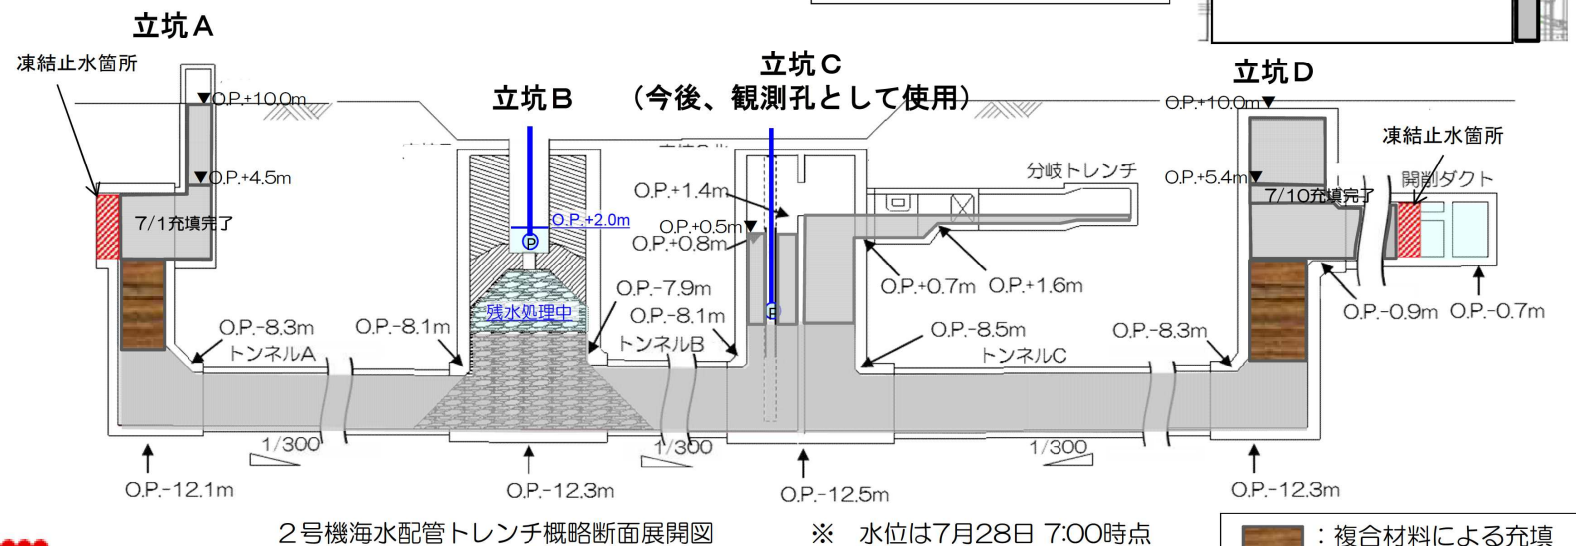 立坑A
凍結止水箇所
O.P.+10.0m
O.P.+4.5m
7/1充填完了
立坑B
O.P.+2.0m
P
残水処理中
立坑C
(今後、観測孔として使用)
O.P.+1.4m
O.P.+0.5m
O.P.+0.8m
P
分岐トレンチ
O.P.+0.7m
O.P.+1.6m
立坑D
O.P.+10.0m
O.P.+5.4m
凍結止水箇所
7/10充填完了
開削ダクト
O.P.-0.9m
O.P.-0.7m
O.P.-8.3m
トンネルA
O.P.-8.1m
O.P.-7.9m
O.P.-8.1m
トンネルB
O.P.-8.5m
トンネルC
O.P.-8.3m
1/300
1/300
1/300
O.P.-12.1m
O.P.-12.3m
O.P.-12.5m
O.P.-12.3m
2号機海水配管トレンチ概略断面展開図
※ 水位は7月28日 7:00時点
:複合材料による充填